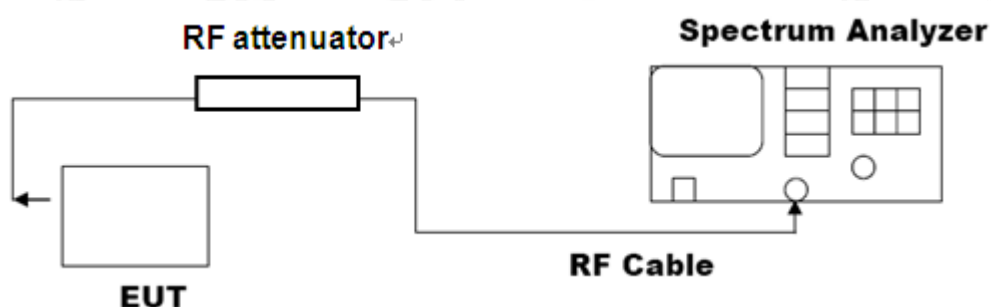 RF attenuator↵
Spectrum Analyzer
RF Cable
EUT